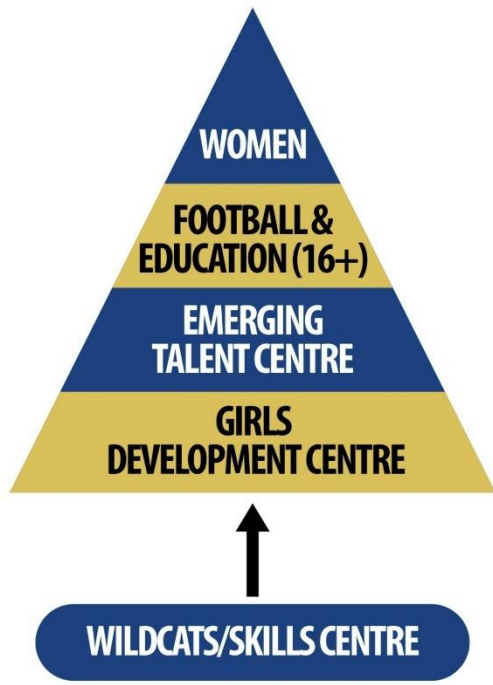 WOMEN
FOOTBALL &
EDUCATION (16+)
EMERGING
TALENT CENTRE
GIRLS
DEVELOPMENT CENTRE
WILDCATS/SKILLS CENTRE